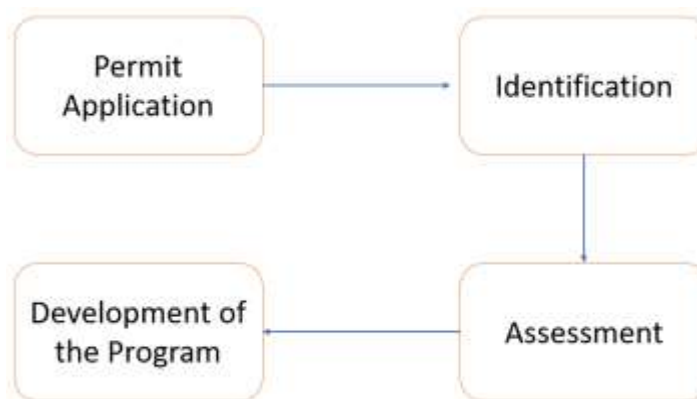 Permit
Application
Identification
Assessment
Development of
the Program